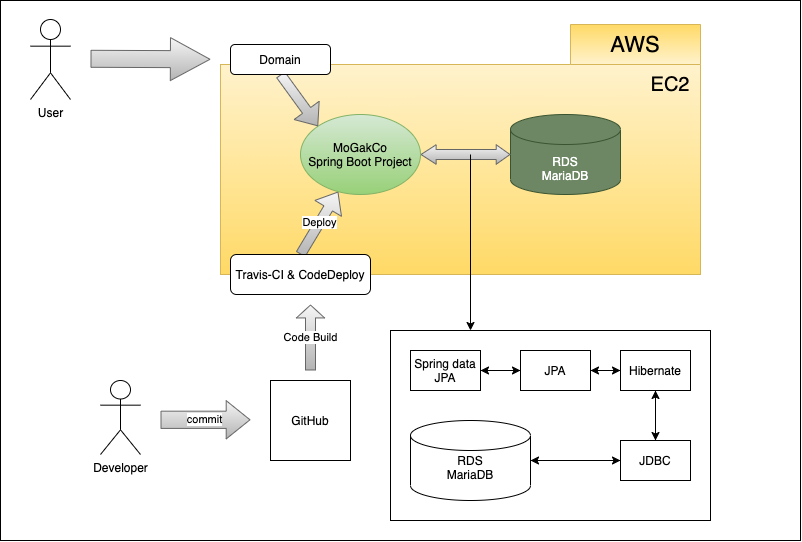 AWS
EC2
User
Domain
MoGakCo
Spring Boot Project
RDS
MariaDB
Deploy
Travis-CI & CodeDeploy
Code Build
GitHub
commit
Developer
Spring data
JPA
JPA
Hibernate
RDS
MariaDB
JDBC